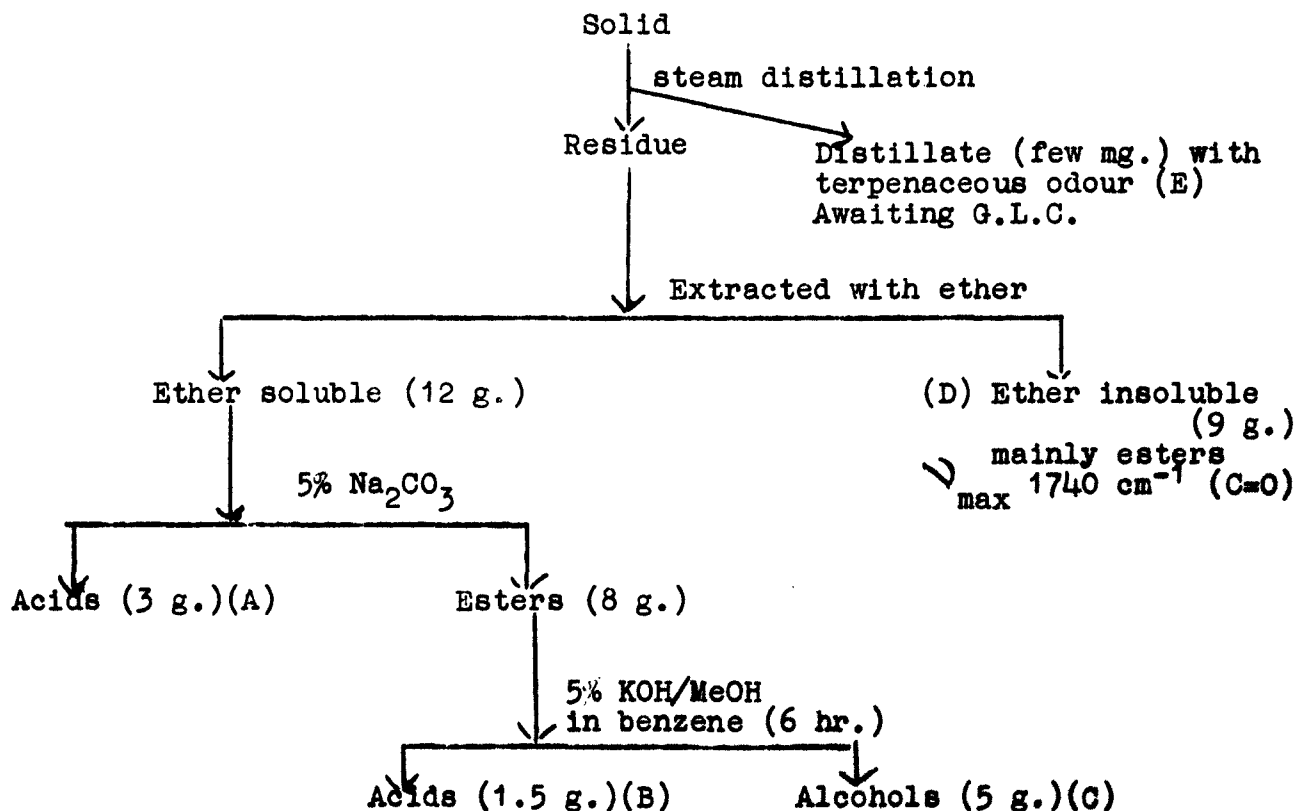 Solid
steam distillation
Residue
Distillate (few mg.) with
terpenaceous odour (E)
Awaiting G.L.C.
Extracted with ether
Ether soluble (12 g.)
(D) Ether insoluble
(9 g.)
mainly esters
νmax 1740 cm⁻¹ (C=O)
5% Na₂CO₃
Acids (3 g.)(A)
Esters (8 g.)
5% KOH/MeOH
in benzene (6 hr.)
Acids (1.5 g.)(B)
Alcohols (5 g.)(C)